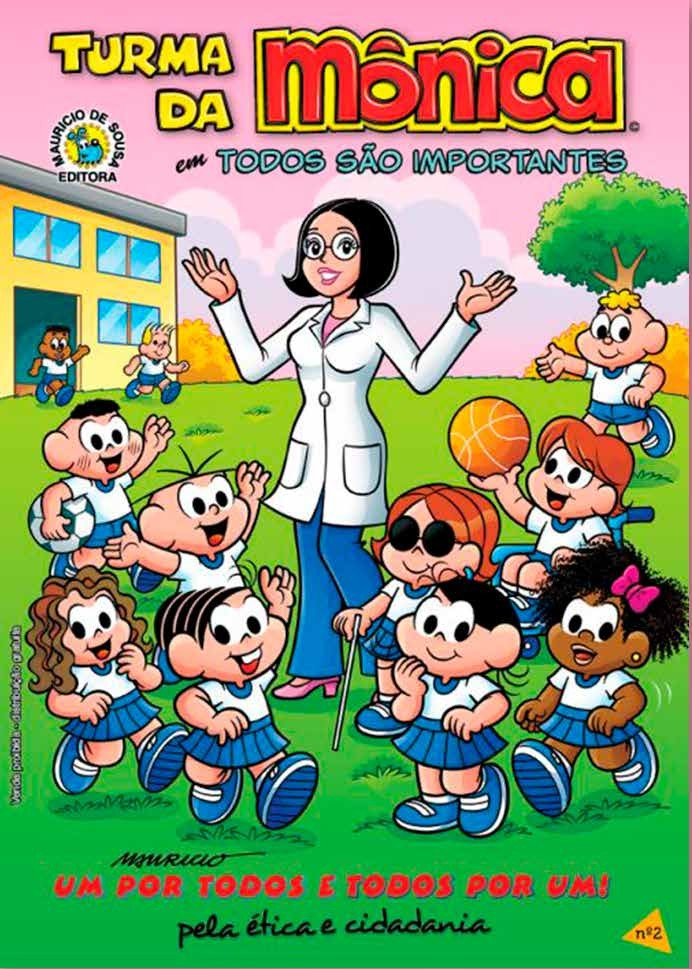 TURMA
DA
Mônica
©
MAURICIO DE SOUSA
EDITORA
em TODOS SÃO IMPORTANTES
Venda proibida - distribuição gratuita
MAURICIO
UM POR TODOS E TODOS POR UM!
pela ética e cidadania
nº2